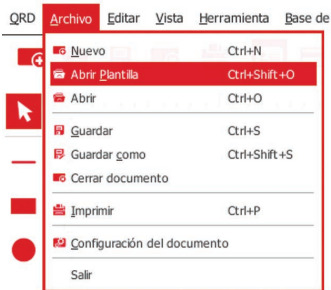 QRD Archivo Editar Vista Herramienta Base de
Nuevo Ctrl+N
Abrir Plantilla Ctrl+Shift+O
Abrir Ctrl+O
Guardar Ctrl+S
Guardar como Ctrl+Shift+S
Cerrar documento
Imprimir Ctrl+P
Configuración del documento
Salir